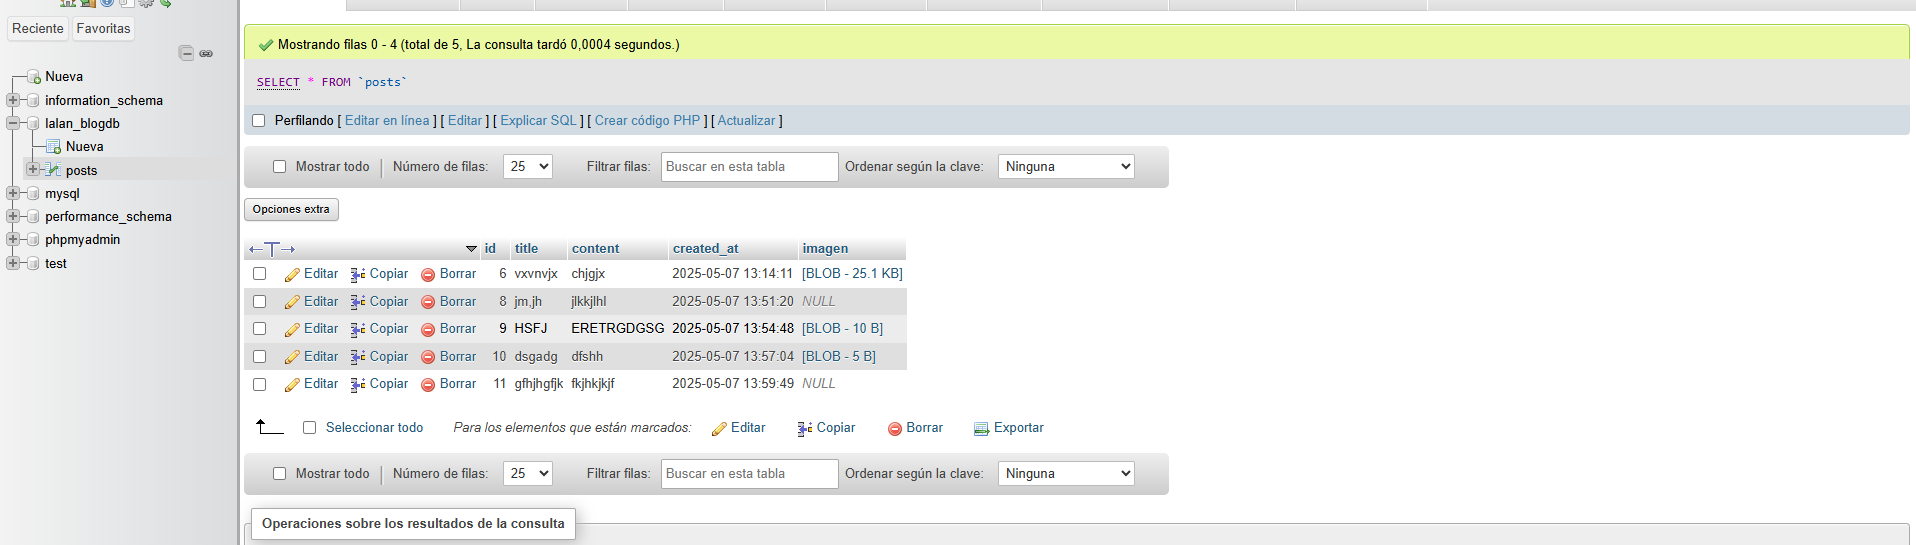 Reciente Favoritas
Nueva
information_schema
lalan_blogdb
Nueva
posts
mysql
performance_schema
phpmyadmin
test
Mostrando filas 0 - 4 (total de 5, La consulta tardó 0,0004 segundos.)
SELECT * FROM `posts`
Perfilando [ Editar en línea ] [ Editar ] [ Explicar SQL ] [ Crear código PHP ] [ Actualizar ]
Mostrar todo Número de filas: 25 Filtrar filas: Buscar en esta tabla Ordenar según la clave: Ninguna
Opciones extra
←T→ id title content created_at imagen
Editar Copiar Borrar 6 vxvnvjx chjgjx 2025-05-07 13:14:11 [BLOB - 25.1 KB]
Editar Copiar Borrar 8 jm,jh jlkkjlhl 2025-05-07 13:51:20 NULL
Editar Copiar Borrar 9 HSFJ ERETRGDGSG 2025-05-07 13:54:48 [BLOB - 10 B]
Editar Copiar Borrar 10 dsgadg dfshh 2025-05-07 13:57:04 [BLOB - 5 B]
Editar Copiar Borrar 11 gfhjhgfjk fkjhkjkjf 2025-05-07 13:59:49 NULL
Seleccionar todo Para los elementos que están marcados: Editar Copiar Borrar Exportar
Mostrar todo Número de filas: 25 Filtrar filas: Buscar en esta tabla Ordenar según la clave: Ninguna
Operaciones sobre los resultados de la consulta